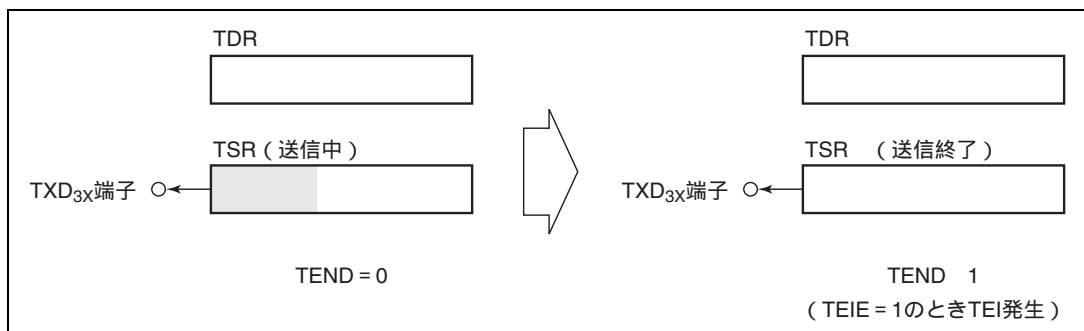 TDR
TSR（送信中）
TXD3X端子
TEND = 0
TDR
TSR （送信終了）
TXD3X端子
TEND 1
（TEIE = 1のときTEI発生）